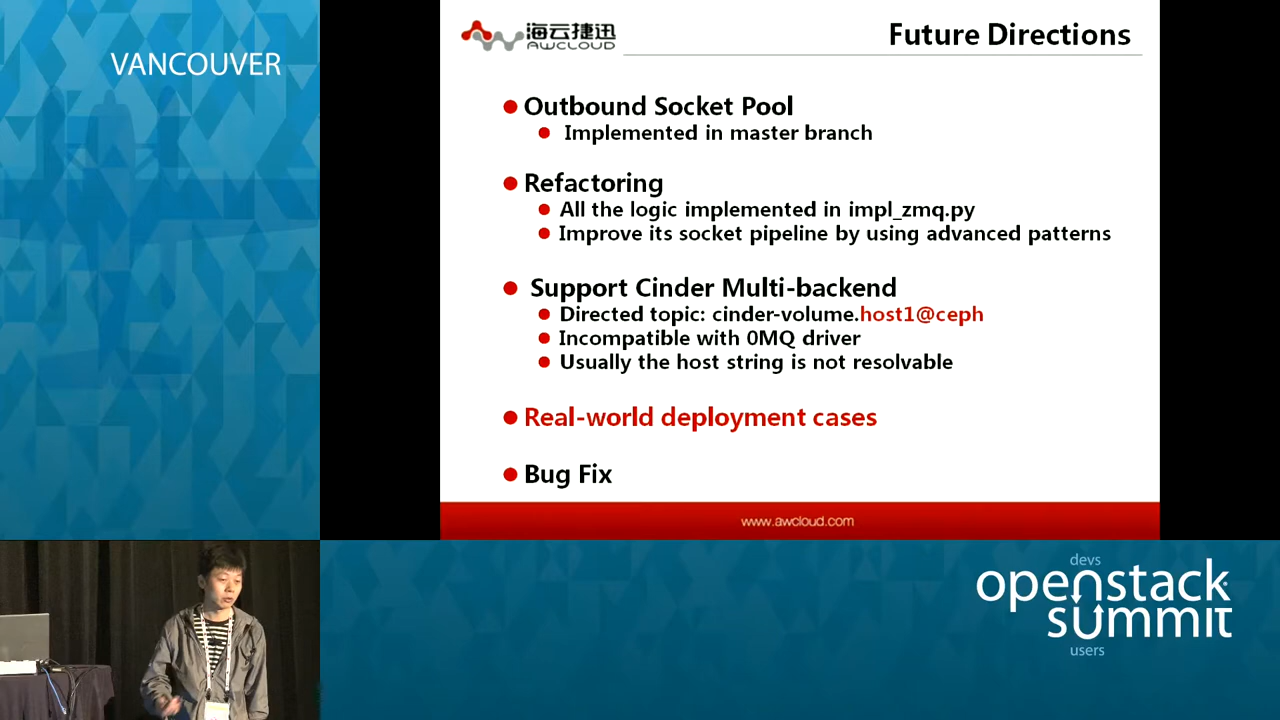 VANCOUVER
海云捷迅
AWCLOUD
Future Directions
Outbound Socket Pool
Implemented in master branch
Refactoring
All the logic implemented in impl_zmq.py
Improve its socket pipeline by using advanced patterns
Support Cinder Multi-backend
Directed topic: cinder-volume.host1@ceph
Incompatible with 0MQ driver
Usually the host string is not resolvable
Real-world deployment cases
Bug Fix
www.awcloud.com
devs
openstack
summit
users